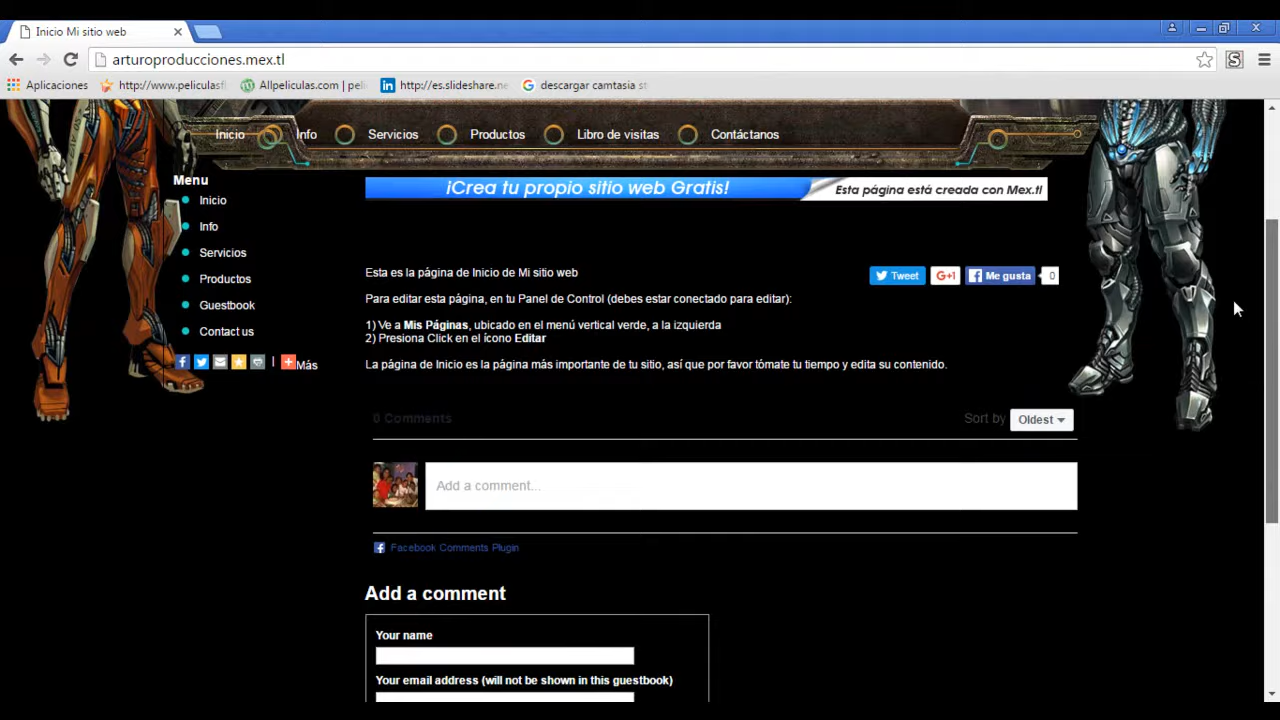 Inicio Mi sitio web
arturoproducciones.mex.tl
Aplicaciones http://www.peliculasf Allpeliculas.com | peli http://es.slideshare.ne descargar camtasia st
Inicio Info Servicios Productos Libro de visitas Contáctanos
Menu
Inicio
Info
Servicios
Productos
Guestbook
Contact us
Más
¡Crea tu propio sitio web Gratis! Esta página está creada con Mex.tl
Esta es la página de Inicio de Mi sitio web
Tweet G+1 Me gusta 0
Para editar esta página, en tu Panel de Control (debes estar conectado para editar):
1) Ve a Mis Páginas, ubicado en el menú vertical verde, a la izquierda
2) Presiona Click en el ícono Editar
La página de Inicio es la página más importante de tu sitio, así que por favor tómate tu tiempo y edita su contenido.
0 Comments Sort by Oldest
Add a comment...
Facebook Comments Plugin
Add a comment
Your name
Your email address (will not be shown in this guestbook)